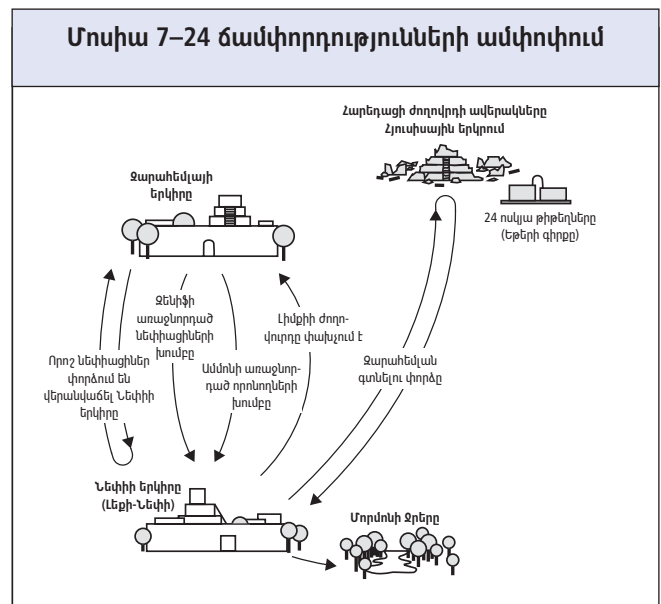 Մոսիա 7–24 ճամփորդությունների ամփոփում
Հարեդացի ժողովրդի ավերակները
Հյուսիսային երկրում
Զարահեմլայի
երկիրը
24 ոսկյա թիթեղները
(Եթերի գիրքը)
Զենիֆի
առաջնորդած
նեփիացիների
խումբը
Լիմքիի ժողո-
վուրդը փախչում է
Որոշ նեփիացիներ
փորձում են
վերանվաճել Նեփիի
երկիրը
Ամմոնի առաջնոր-
դած որոնողների
խումբը
Զարահեմլան
գտնելու փորձը
Նեփիի երկիրը
(Լեքի-Նեփի)
Մորմոնի Ջրերը